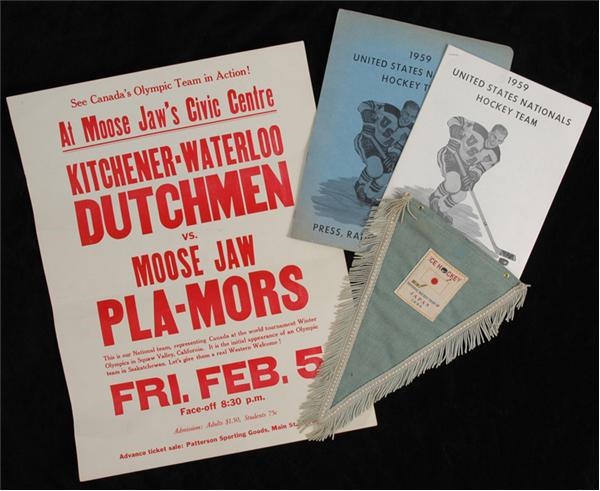 See Canada's Olympic Team in Action!
At Moose Jaw's Civic Centre
KITCHENER-WATERLOO
DUTCHMEN
VS.
MOOSE JAW
PLA-MORS
This is our National team, representing Canada at the world tournament Winter
Olympics in Squaw Valley, California. It is the initial appearance of an Olympic
team in Saskatchewan. Let's give them a real Western Welcome!
FRI. FEB. 5
Face-off 8:30 p.m.
Admission: Adults $1.50, Students 75c
Advance ticket sale: Patterson Sporting Goods, Main St.
1959
UNITED STATES NATIONALS
HOCKEY TEAM
PRESS, RA
1959
UNITED STATES NATIONALS
HOCKEY TEAM
ICE HOCKEY
JAPAN